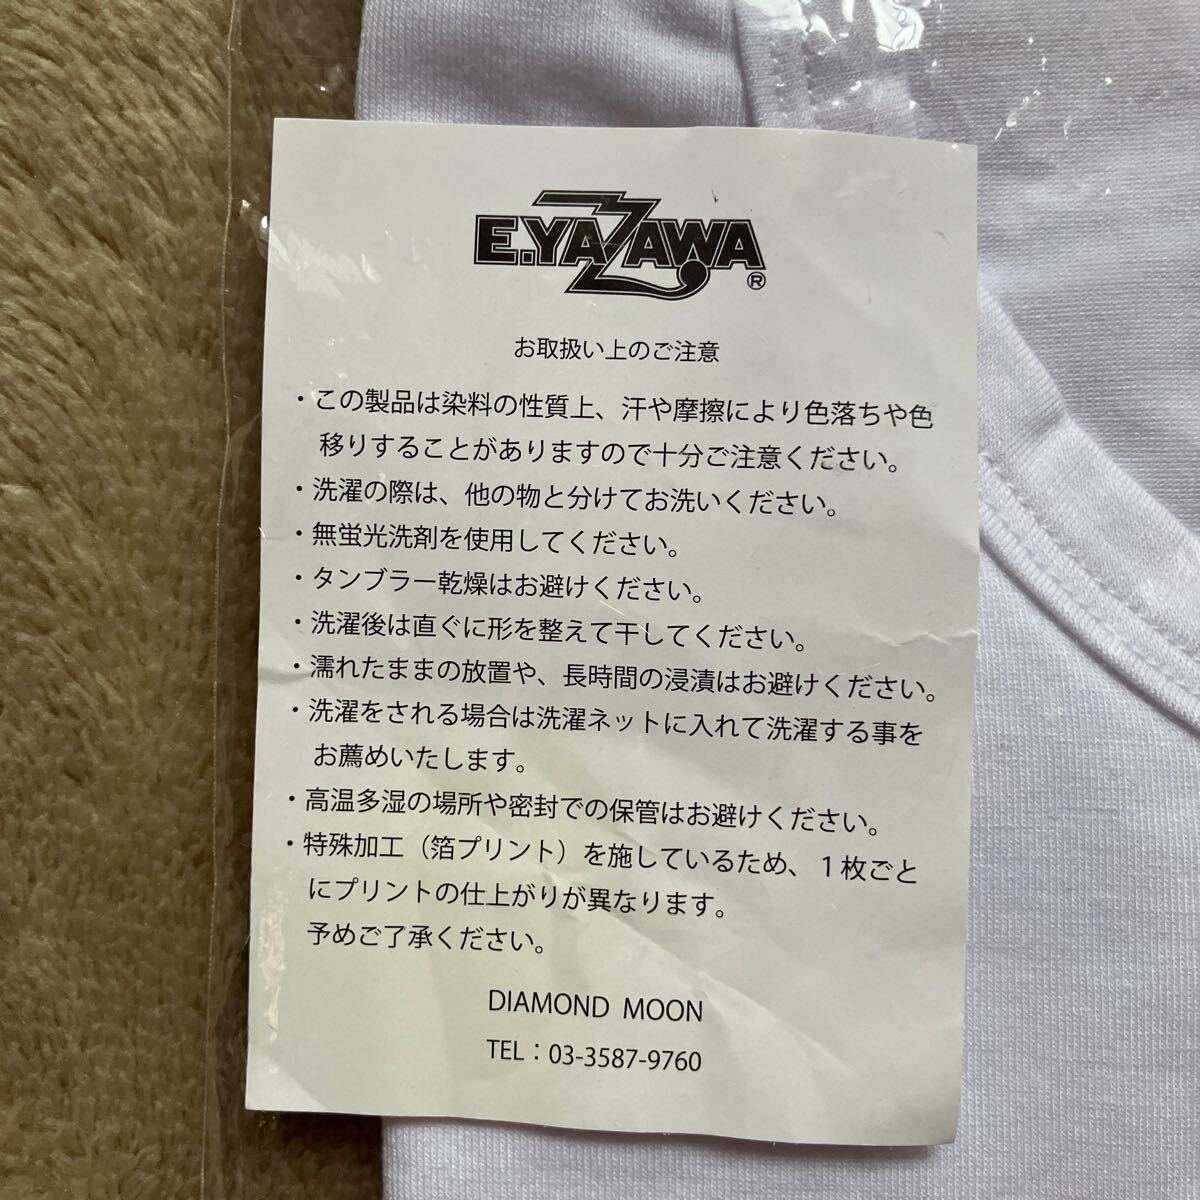 E.YAZAWA
®
お取扱い上のご注意
・この製品は染料の性質上、汗や摩擦により色落ちや色
移りすることがありますので十分ご注意ください。
・洗濯の際は、他の物と分けてお洗いください。
・無蛍光洗剤を使用してください。
・タンブラー乾燥はお避けください。
・洗濯後は直ぐに形を整えて干してください。
・濡れたままの放置や、長時間の浸漬はお避けください。
・洗濯をされる場合は洗濯ネットに入れて洗濯する事を
お薦めいたします。
・高温多湿の場所や密封での保管はお避けください。
・特殊加工（箔プリント）を施しているため、１枚ごと
にプリントの仕上がりが異なります。
予めご了承ください。
DIAMOND MOON
TEL：03-3587-9760